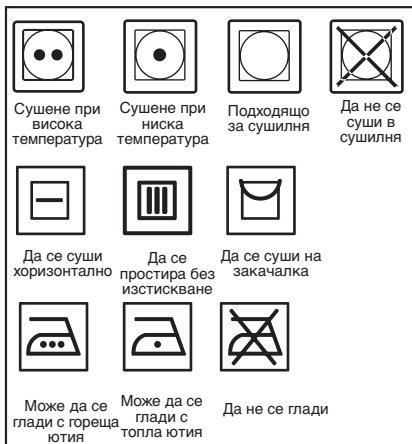 Сушене при
висока
температура
Сушене при
ниска
температура
Подходящо
за сушилня
Да не се
суши в
сушилня
Да се суши
хоризонтално
Да се
простира без
изстискване
Да се суши на
закачалка
Може да се
глади с гореща
ютия
Може да се
глади с
топла ютия
Да не се глади